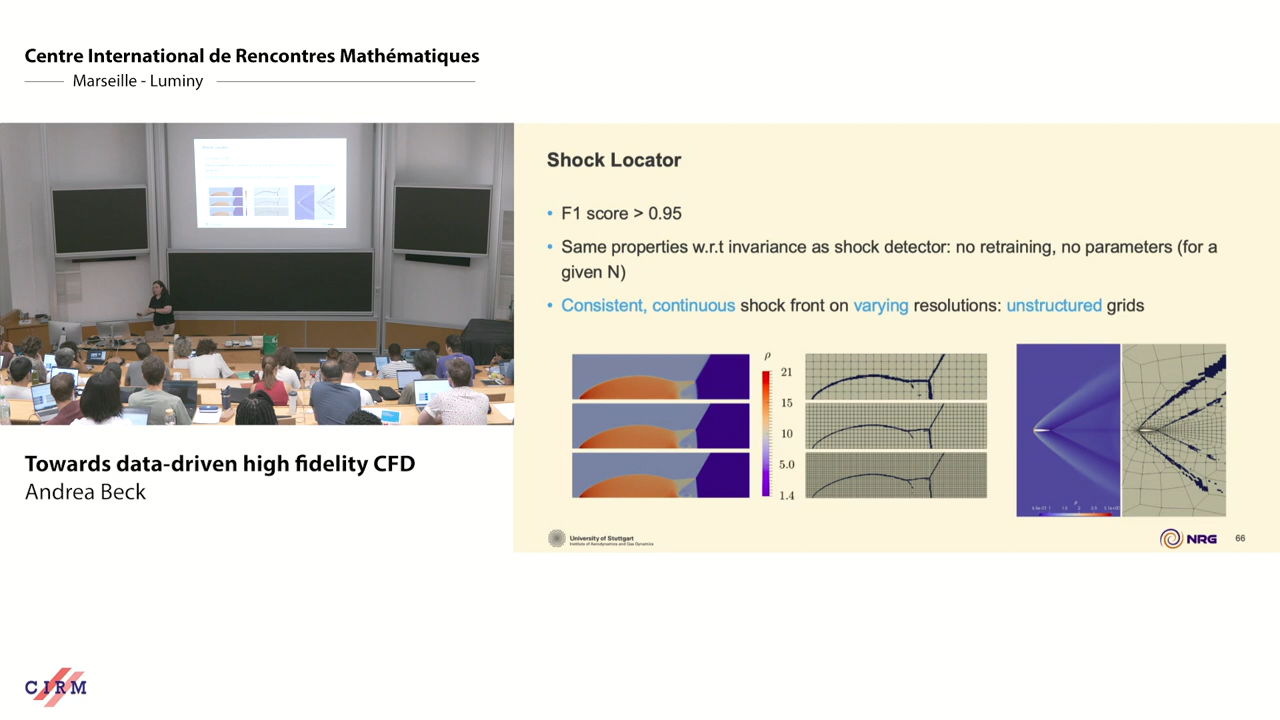 Centre International de Rencontres Mathématiques
Marseille - Luminy
Shock Locator
• F1 score > 0.95
• Same properties w.r.t invariance as shock detector: no retraining, no parameters (for a
given N)
• Consistent, continuous shock front on varying resolutions: unstructured grids
ρ
21
15
10
5.0
1.4
University of Stuttgart
Institute of Aerodynamics and Gas Dynamics
NRG
66
Towards data-driven high fidelity CFD
Andrea Beck
CIRM